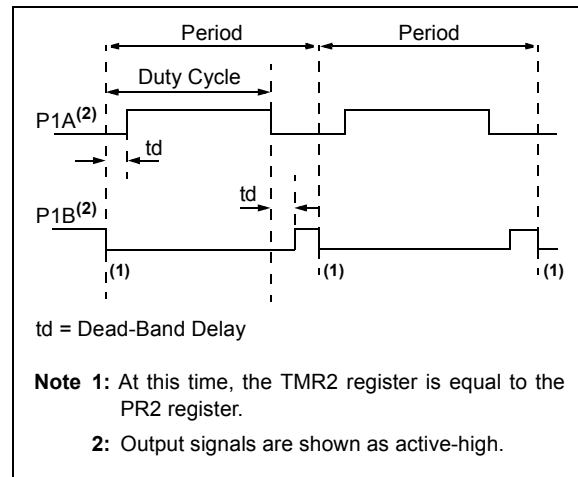 Period Period
Duty Cycle
P1A(2)
td
td
P1B(2)
(1) (1) (1)
td = Dead-Band Delay
Note 1: At this time, the TMR2 register is equal to the
PR2 register.
2: Output signals are shown as active-high.